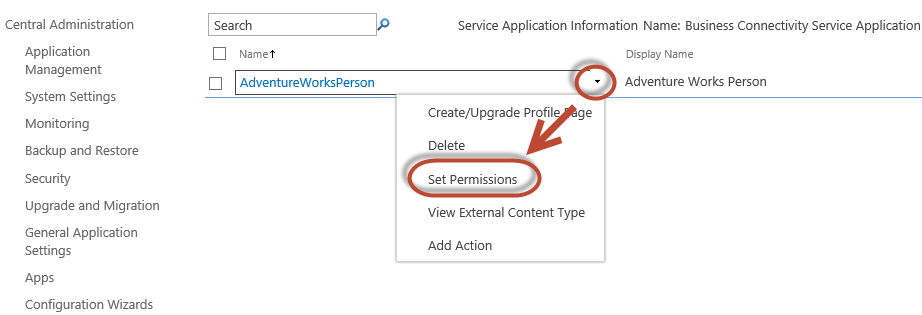 Central Administration
Application
Management
System Settings
Monitoring
Backup and Restore
Security
Upgrade and Migration
General Application
Settings
Apps
Configuration Wizards
Search
Service Application Information Name: Business Connectivity Service Application
Name↑
Display Name
AdventureWorksPerson
Adventure Works Person
Create/Upgrade Profile Page
Delete
Set Permissions
View External Content Type
Add Action